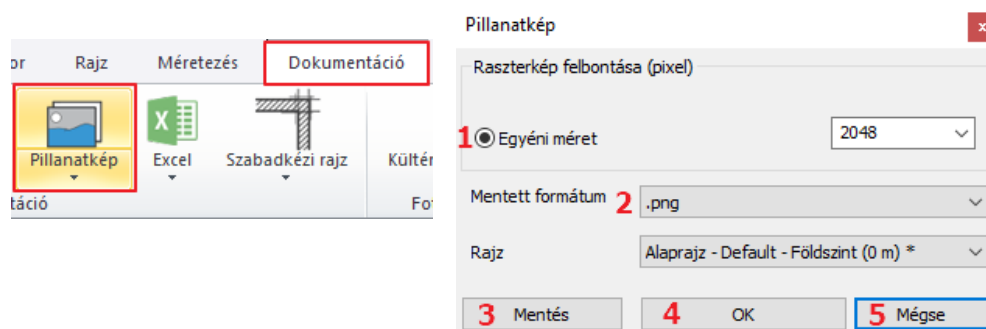 or Rajz Méretezés Dokumentáció
Pillanatkép Excel Szabadkézi rajz Kültér
táció Fo
Pillanatkép x
Raszterkép felbontása (pixel)
1 Egyéni méret 2048
Mentett formátum 2 .png
Rajz Alaprajz - Default - Földszint (0 m) *
3 Mentés 4 OK 5 Mégse